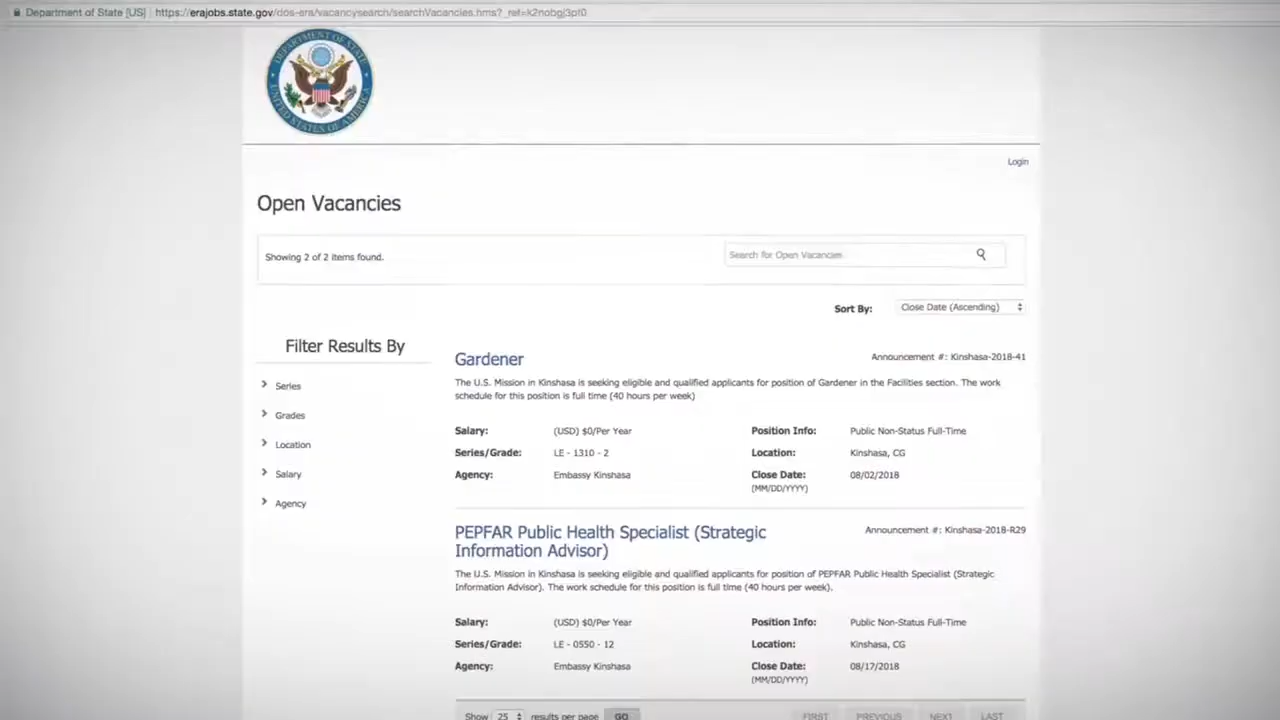 Department of State [US] https://erajobs.state.gov/dos-era/vacancysearch/searchVacancies.hms?_ref=k2nobgj3pf0
DEPARTMENT OF STATE
UNITED STATES OF AMERICA
Login
Open Vacancies
Showing 2 of 2 items found.
Search for Open Vacancies
Sort By: Close Date (Ascending)
Filter Results By
Series
Grades
Location
Salary
Agency
Gardener
Announcement #: Kinshasa-2018-41
The U.S. Mission in Kinshasa is seeking eligible and qualified applicants for position of Gardener in the Facilities section. The work
schedule for this position is full time (40 hours per week)
Salary: (USD) $0/Per Year Position Info: Public Non-Status Full-Time
Series/Grade: LE - 1310 - 2 Location: Kinshasa, CG
Agency: Embassy Kinshasa Close Date: 08/02/2018
(MM/DD/YYYY)
PEPFAR Public Health Specialist (Strategic
Information Advisor)
Announcement #: Kinshasa-2018-R29
The U.S. Mission in Kinshasa is seeking eligible and qualified applicants for position of PEPFAR Public Health Specialist (Strategic
Information Advisor). The work schedule for this position is full time (40 hours per week).
Salary: (USD) $0/Per Year Position Info: Public Non-Status Full-Time
Series/Grade: LE - 0550 - 12 Location: Kinshasa, CG
Agency: Embassy Kinshasa Close Date: 08/17/2018
(MM/DD/YYYY)
Show 25 results per page GO FIRST PREVIOUS NEXT LAST